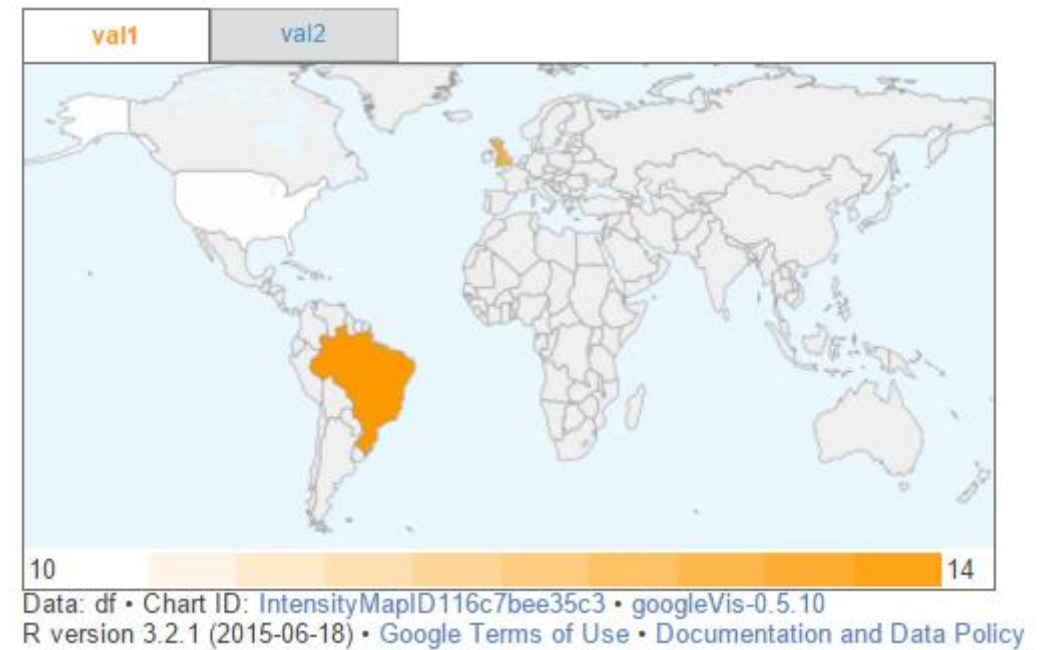 val1 val2
10 14
Data: df • Chart ID: IntensityMapID116c7bee35c3 • googleVis-0.5.10
R version 3.2.1 (2015-06-18) • Google Terms of Use • Documentation and Data Policy